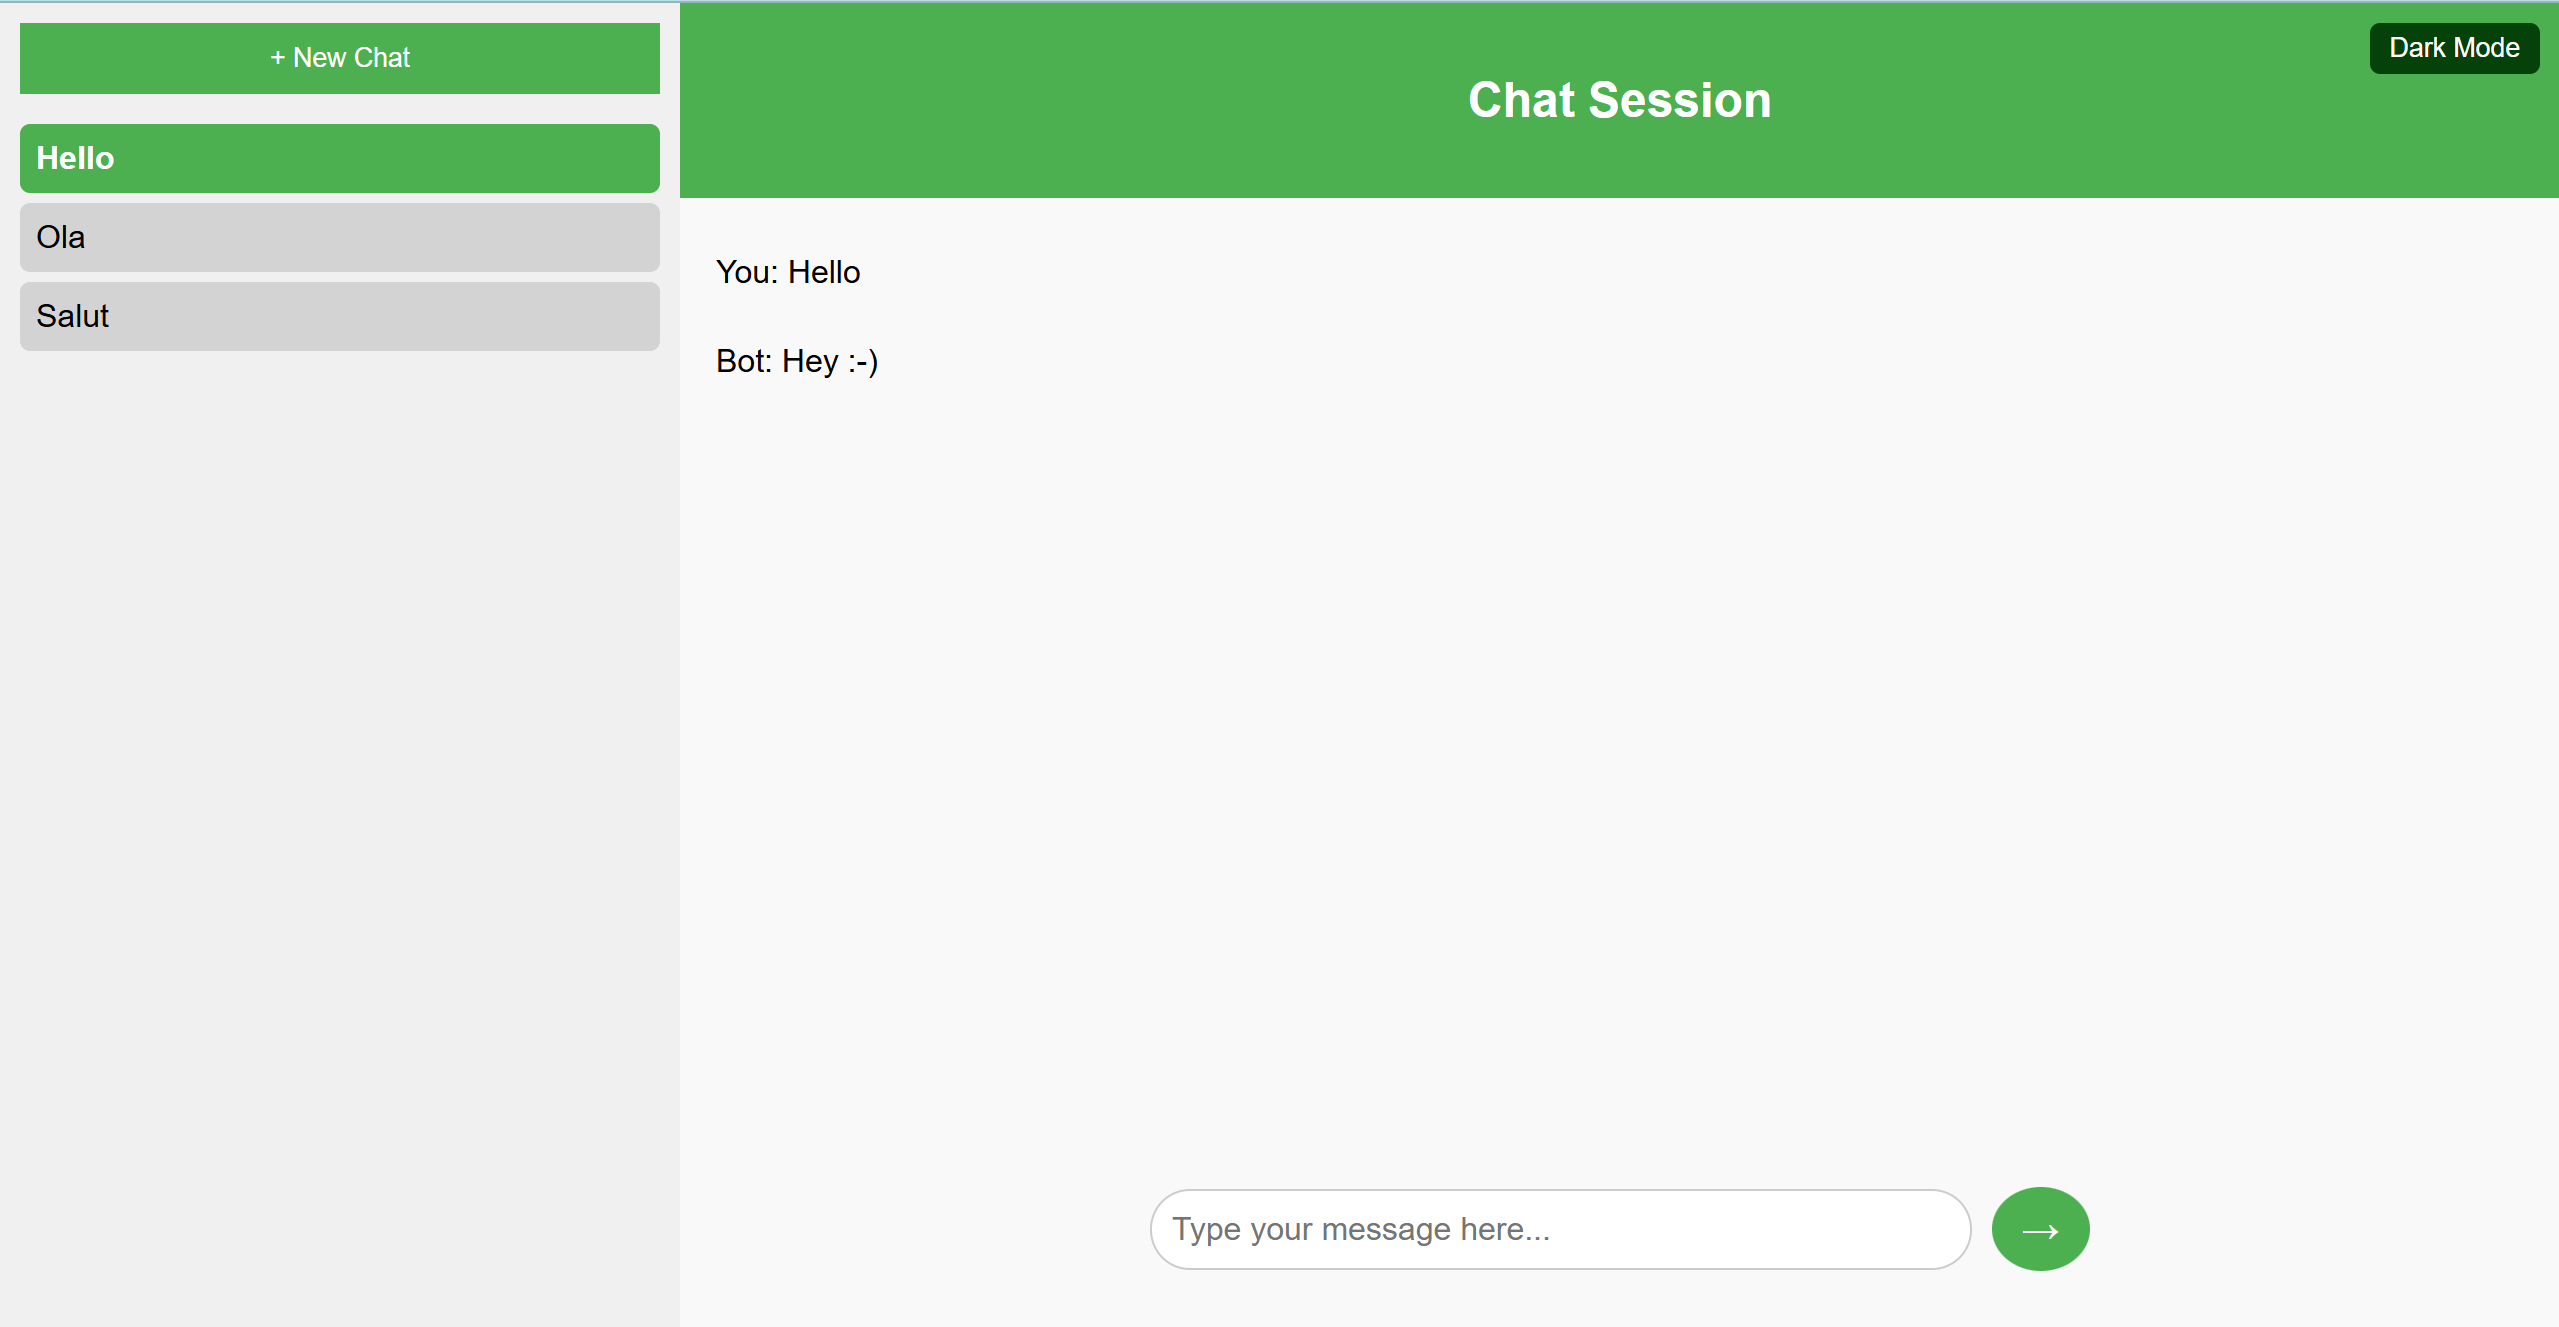 + New Chat
Hello
Ola
Salut
Dark Mode
Chat Session
You: Hello
Bot: Hey :-)
Type your message here...
→